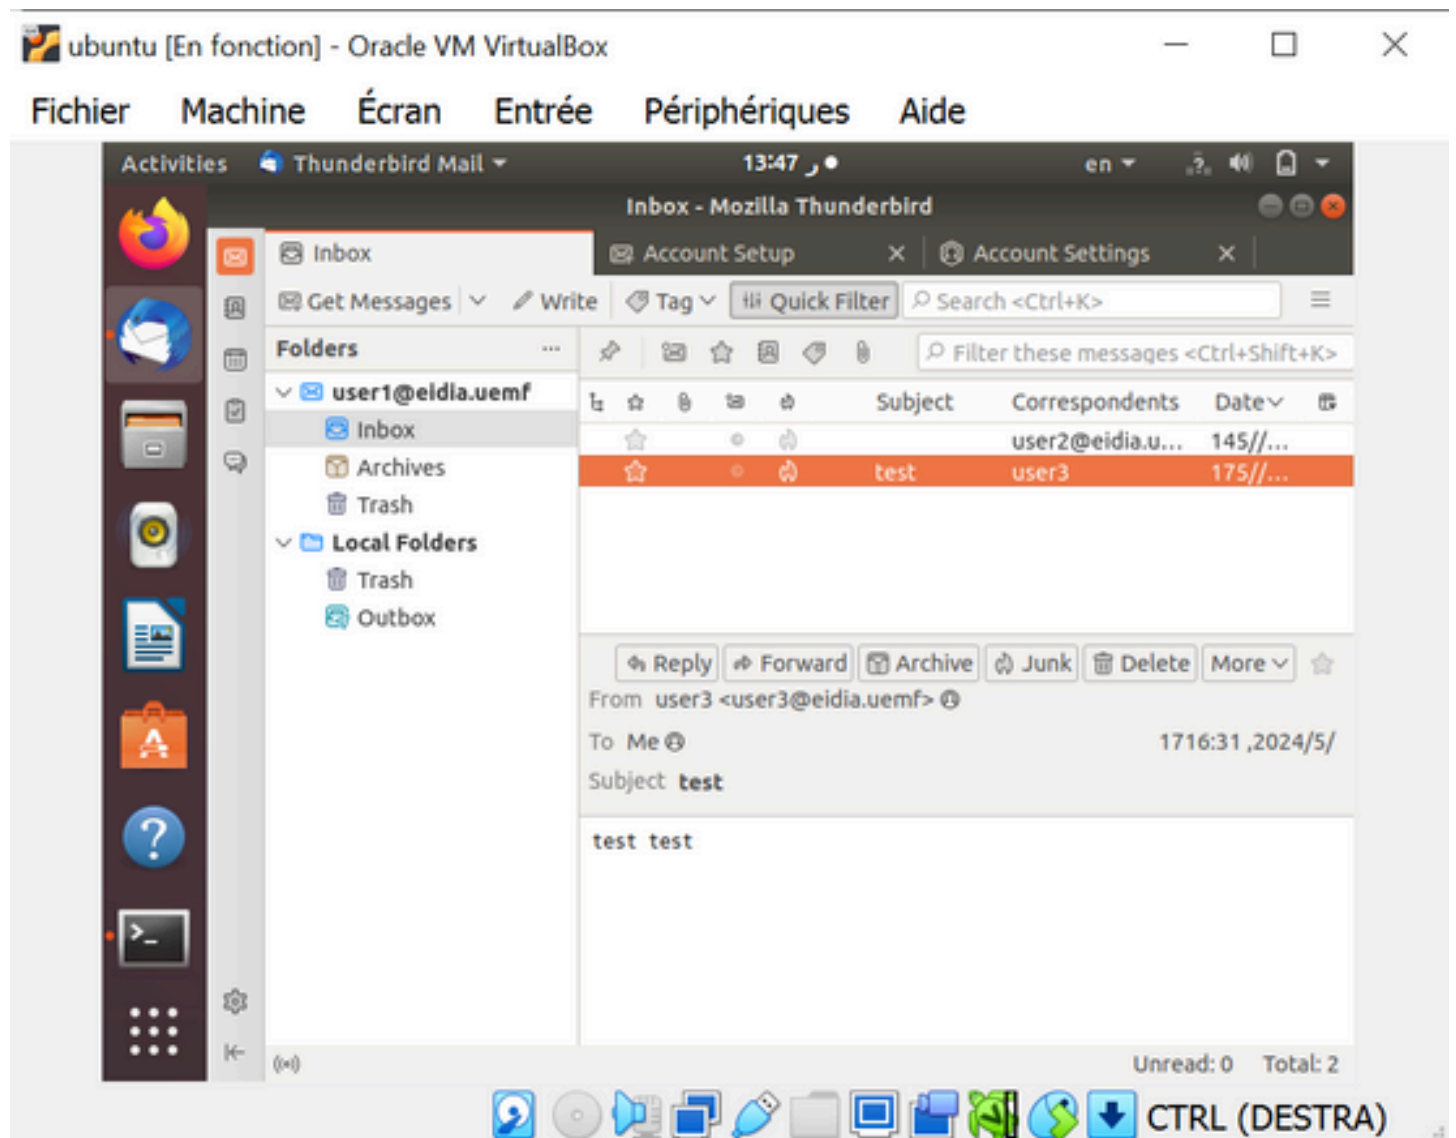 ubuntu [En fonction] - Oracle VM VirtualBox
Fichier Machine Écran Entrée Périphériques Aide
Activities Thunderbird Mail 13:47 ر en
Inbox - Mozilla Thunderbird
Inbox Account Setup Account Settings
Get Messages Write Tag Quick Filter Search <Ctrl+K>
Folders ... Filter these messages <Ctrl+Shift+K>
user1@eidia.uemf Subject Correspondents Date
Inbox user2@eidia.u... 145//...
Archives test user3 175//...
Trash
Local Folders
Trash
Outbox
Reply Forward Archive Junk Delete More
From user3 <user3@eidia.uemf>
To Me 1716:31 ,2024/5/
Subject test
test test
Unread: 0 Total: 2
CTRL (DESTRA)